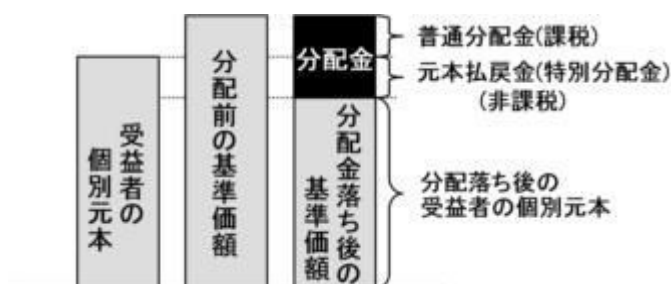 受益者の
個別元本
分配前の基準価額
分配金
分配金落ち後の
基準価額
普通分配金(課税)
元本払戻金(特別分配金)
(非課税)
分配落ち後の
受益者の個別元本